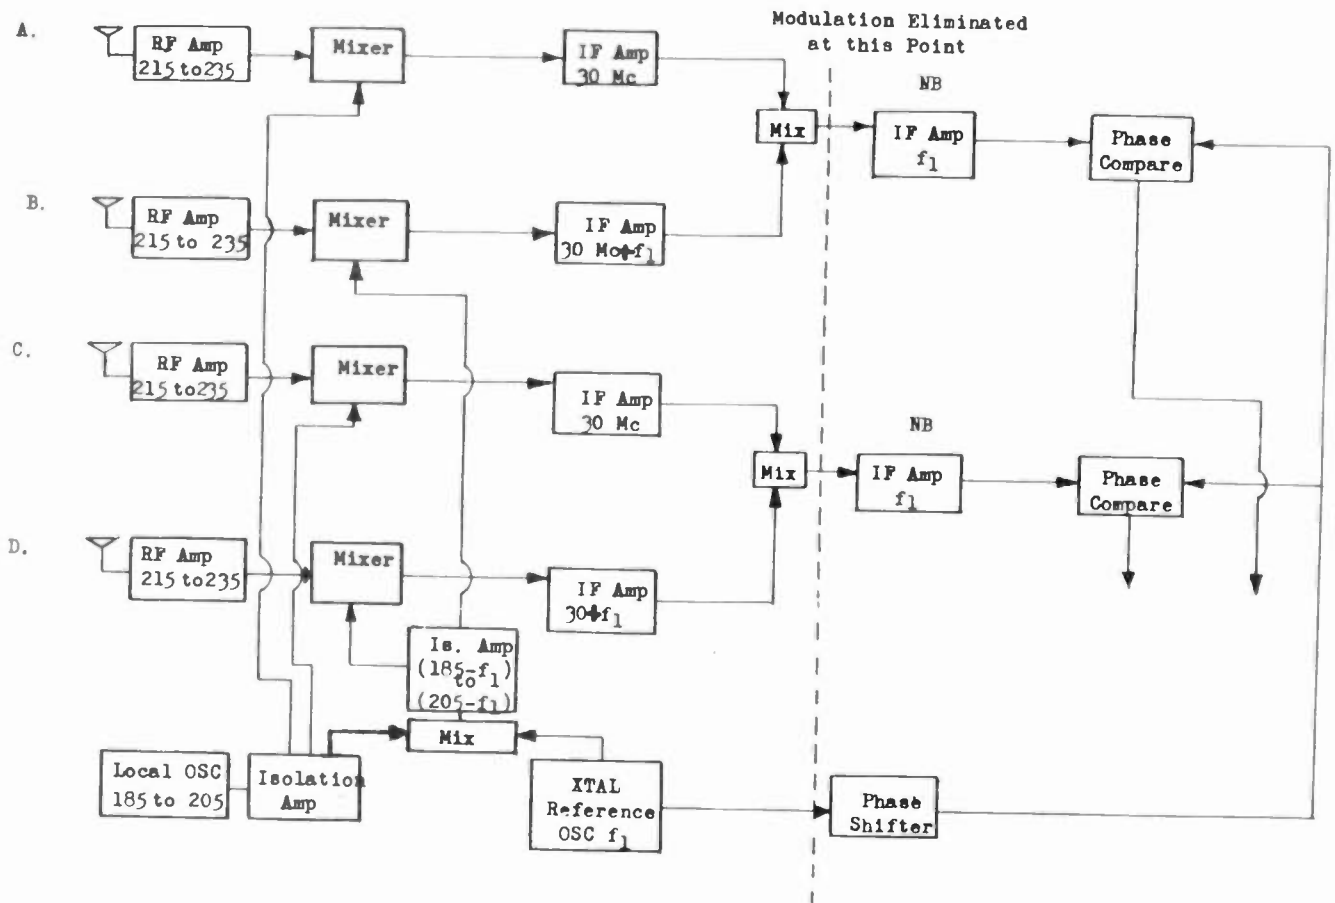 Modulation Eliminated
at this Point
A.
RF Amp
215 to 235
Mixer
IF Amp
30 Mc
Mix
NB
IF Amp
f1
Phase
Compare
B.
RF Amp
215 to 235
Mixer
IF Amp
30 Mc+f1
C.
RF Amp
215 to 235
Mixer
IF Amp
30 Mc
Mix
NB
IF Amp
f1
Phase
Compare
D.
RF Amp
215 to 235
Mixer
IF Amp
30+f1
Is. Amp
(185-f1)
to
(205-f1)
Mix
Local OSC
185 to 205
Isolation
Amp
XTAL
Reference
OSC f1
Phase
Shifter